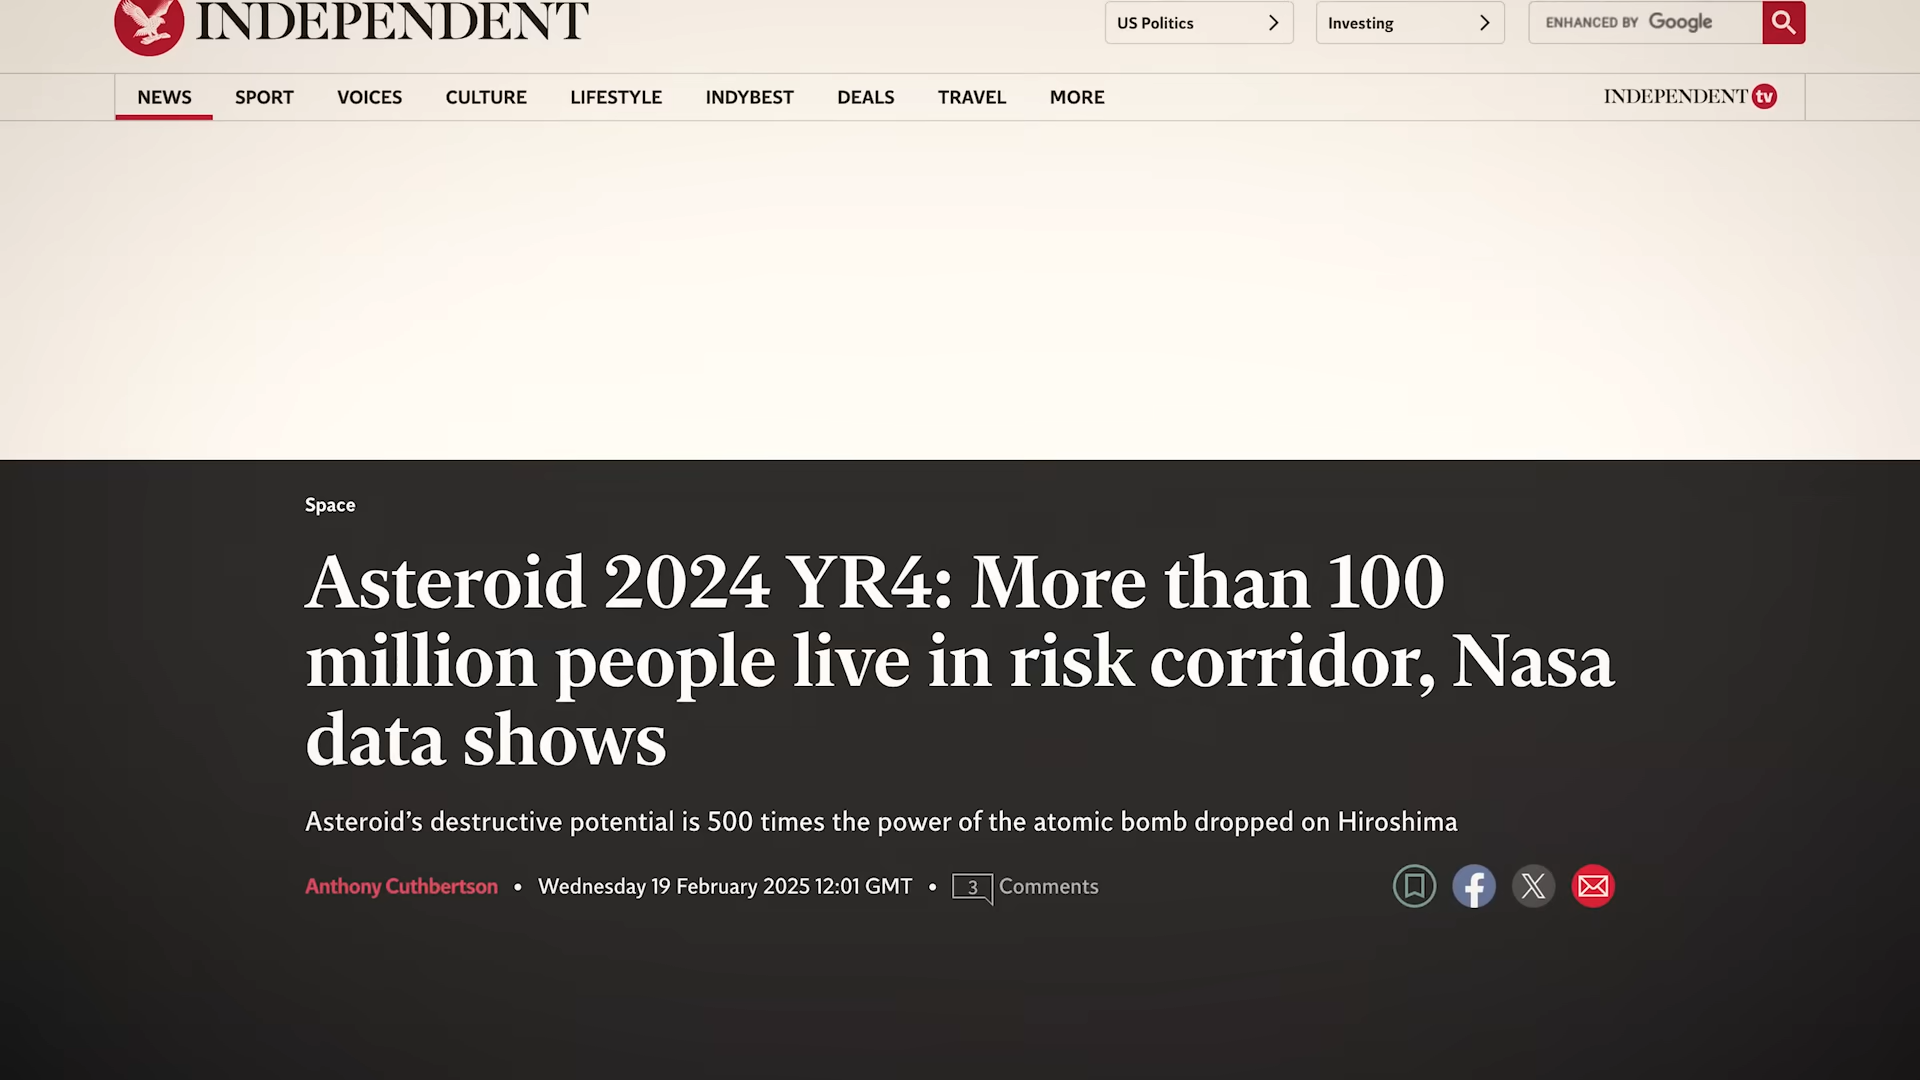 INDEPENDENT
US Politics
Investing
ENHANCED BY Google
NEWS SPORT VOICES CULTURE LIFESTYLE INDYBEST DEALS TRAVEL MORE
INDEPENDENT tv
Space
Asteroid 2024 YR4: More than 100
million people live in risk corridor, Nasa
data shows
Asteroid’s destructive potential is 500 times the power of the atomic bomb dropped on Hiroshima
Anthony Cuthbertson • Wednesday 19 February 2025 12:01 GMT • 3 Comments